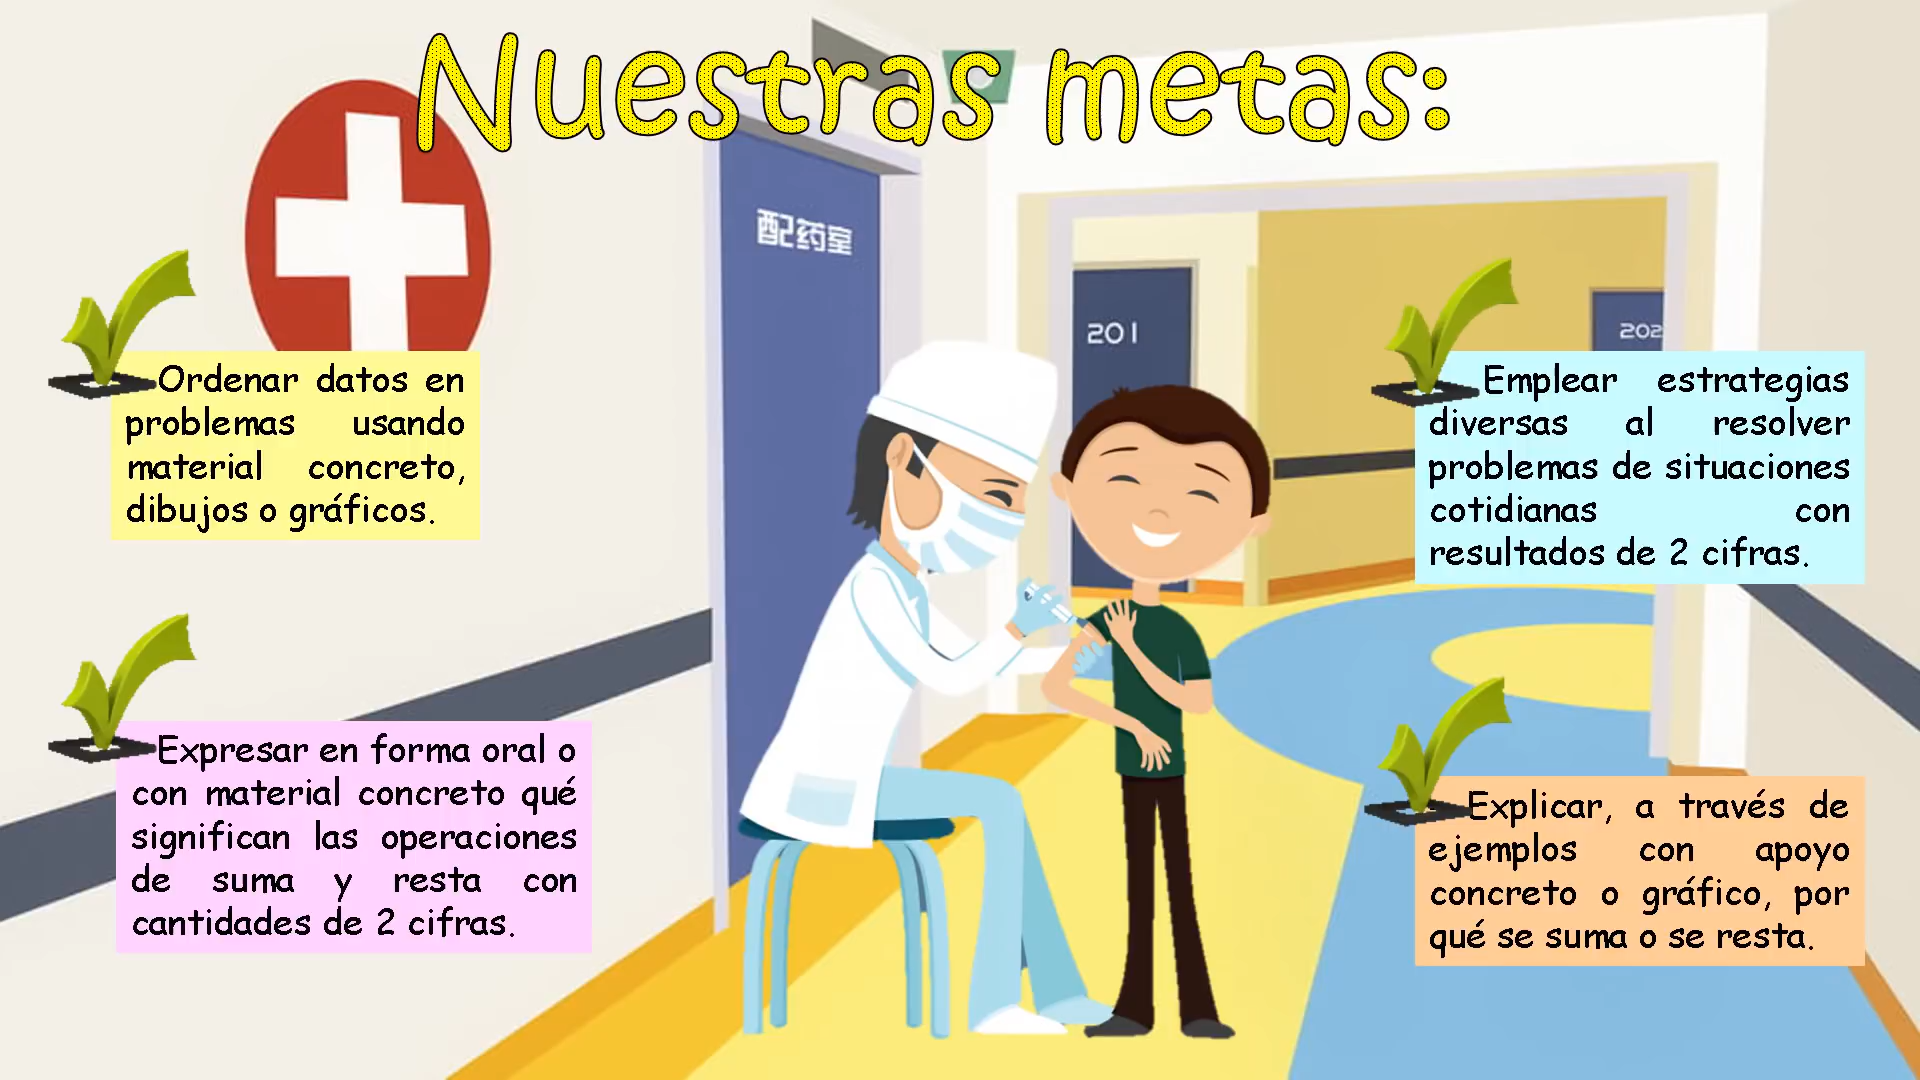 Nuestras metas:
配药室
201
202
Ordenar datos en
problemas usando
material concreto,
dibujos o gráficos.
Emplear estrategias
diversas al resolver
problemas de situaciones
cotidianas con
resultados de 2 cifras.
Expresar en forma oral o
con material concreto qué
significan las operaciones
de suma y resta con
cantidades de 2 cifras.
Explicar, a través de
ejemplos con apoyo
concreto o gráfico, por
qué se suma o se resta.